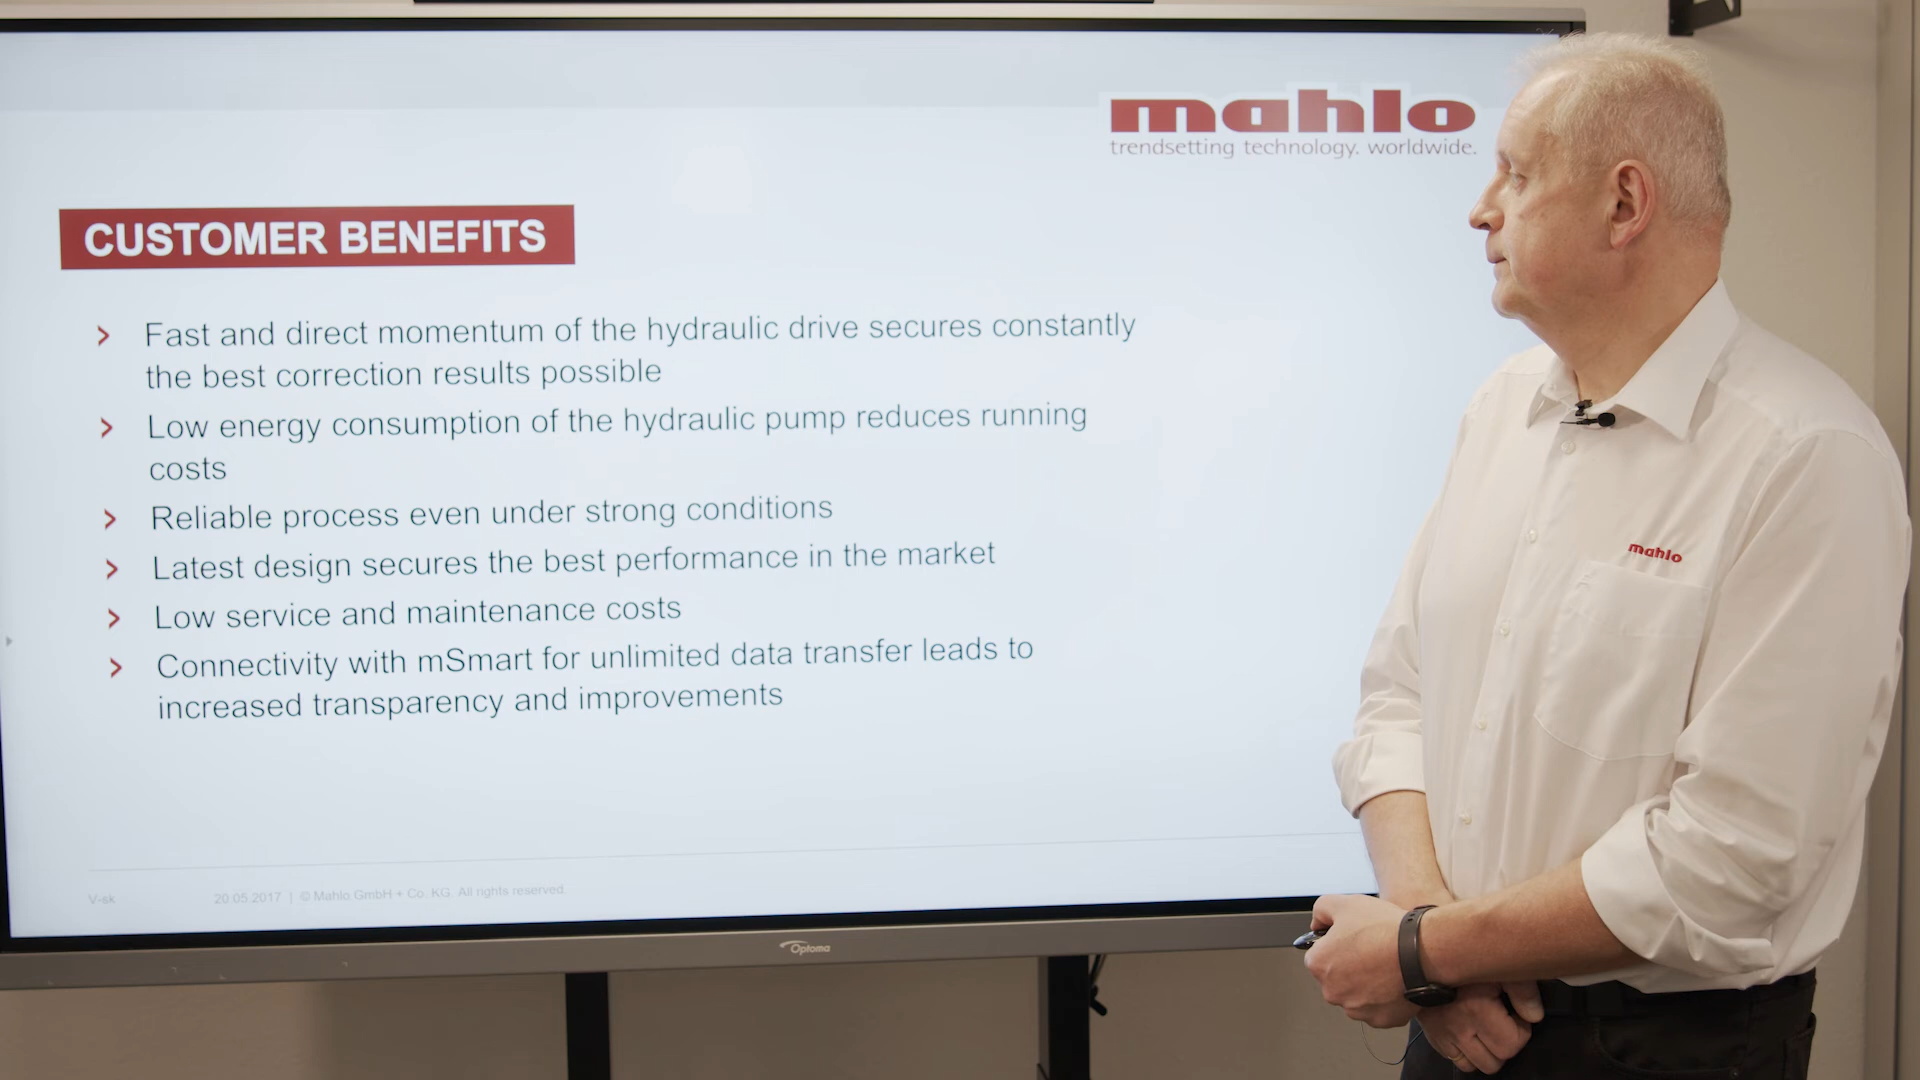 mahlo
trendsetting technology. worldwide.
CUSTOMER BENEFITS
Fast and direct momentum of the hydraulic drive secures constantly
the best correction results possible
Low energy consumption of the hydraulic pump reduces running
costs
Reliable process even under strong conditions
Latest design secures the best performance in the market
Low service and maintenance costs
Connectivity with mSmart for unlimited data transfer leads to
increased transparency and improvements
mahlo
V-sk 20.05.2017 | © Mahlo GmbH + Co. KG. All rights reserved.
Optoma